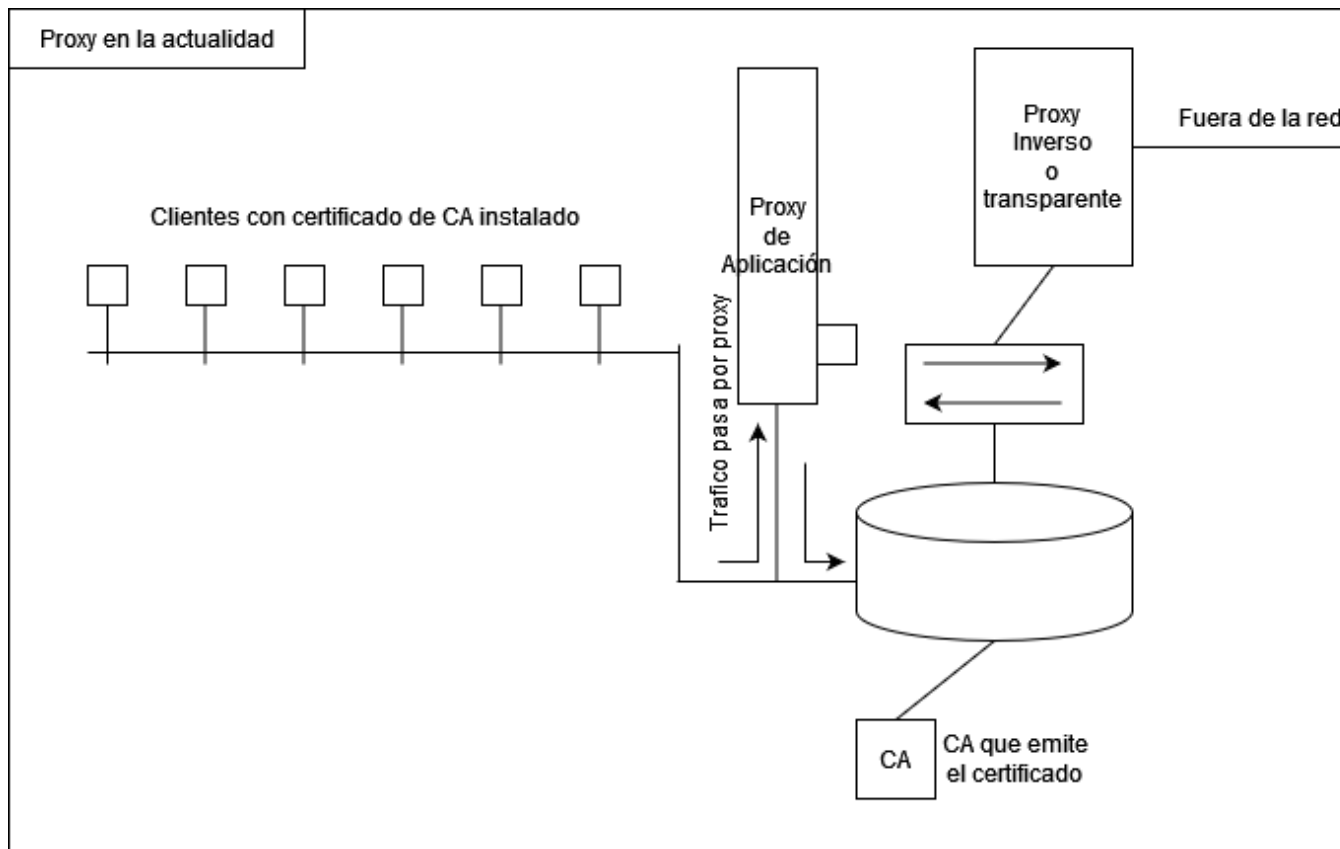 Proxy en la actualidad
Proxy
Inverso
o
transparente
Fuera de la red
Clientes con certificado de CA instalado
Proxy
de
Aplicación
Trafico pasa por proxy
CA
CA que emite
el certificado